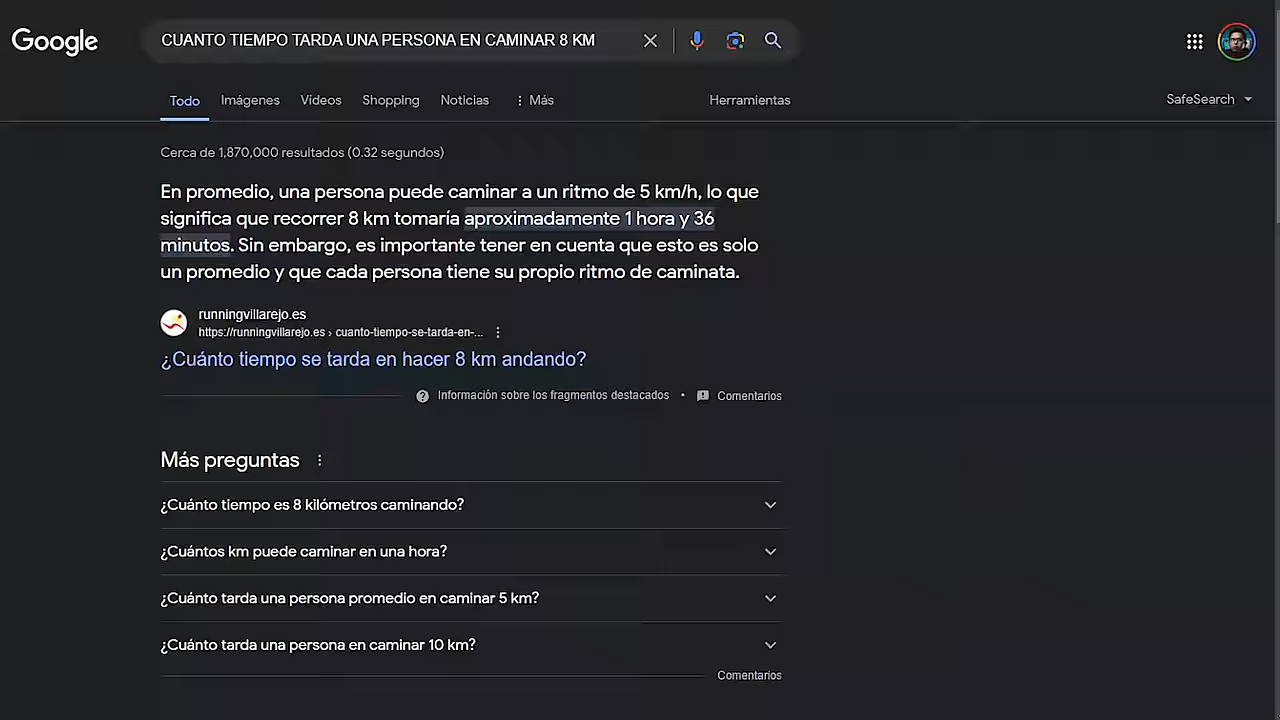 Google
CUANTO TIEMPO TARDA UNA PERSONA EN CAMINAR 8 KM
Todo Imágenes Vídeos Shopping Noticias Más Herramientas SafeSearch
Cerca de 1,870,000 resultados (0.32 segundos)
En promedio, una persona puede caminar a un ritmo de 5 km/h, lo que
significa que recorrer 8 km tomaría aproximadamente 1 hora y 36
minutos. Sin embargo, es importante tener en cuenta que esto es solo
un promedio y que cada persona tiene su propio ritmo de caminata.
runningvillarejo.es
https://runningvillarejo.es › cuanto-tiempo-se-tarda-en-...
¿Cuánto tiempo se tarda en hacer 8 km andando?
Información sobre los fragmentos destacados • Comentarios
Más preguntas
¿Cuánto tiempo es 8 kilómetros caminando?
¿Cuántos km puede caminar en una hora?
¿Cuánto tarda una persona promedio en caminar 5 km?
¿Cuánto tarda una persona en caminar 10 km?
Comentarios